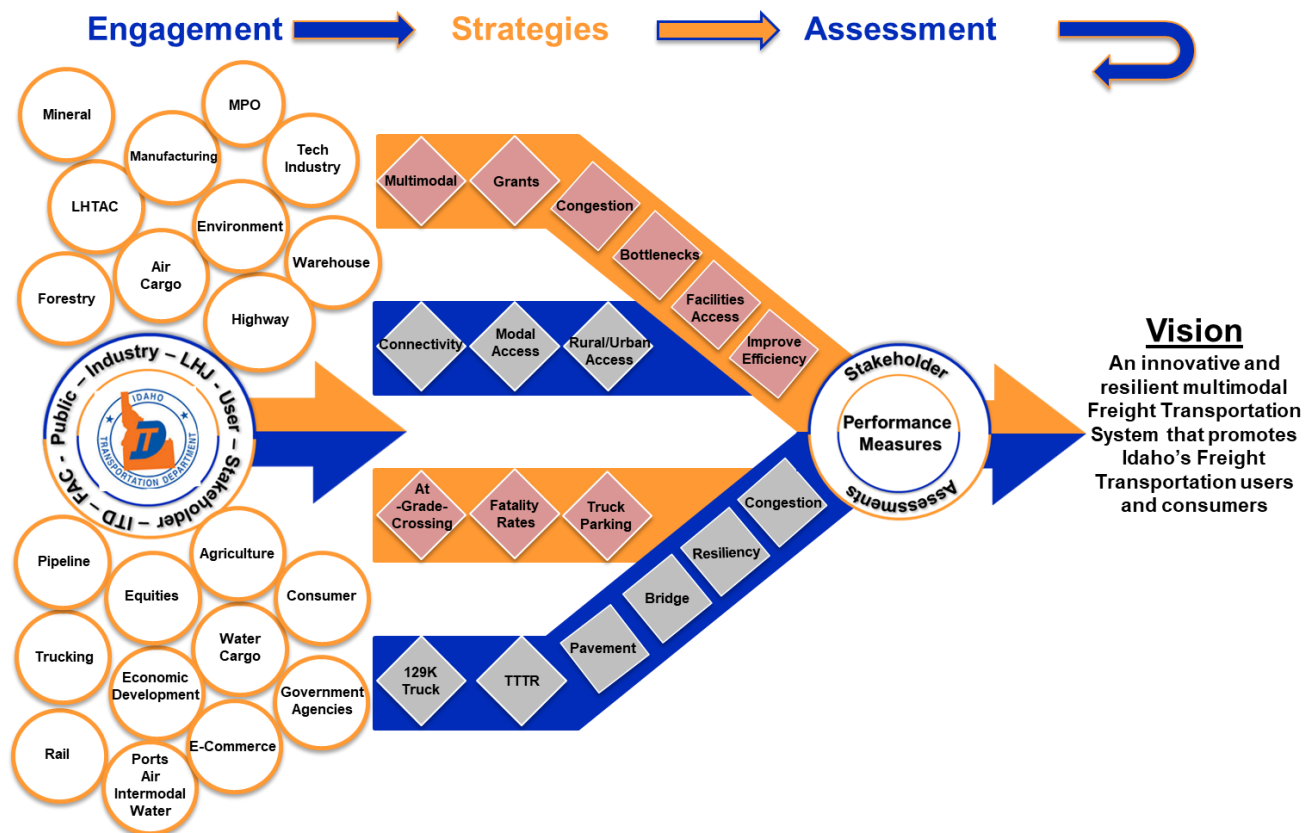 Engagement
Strategies
Assessment
Mineral
MPO
Manufacturing
Tech
Industry
LHTAC
Environment
Air
Cargo
Warehouse
Forestry
Highway
ITD – FAC - Public – Industry – LHJ - User – Stakeholder –
IDAHO
TRANSPORTATION DEPARTMENT
ITD
Pipeline
Agriculture
Equities
Consumer
Trucking
Water
Cargo
Economic
Development
Government
Agencies
Rail
E-Commerce
Ports
Air
Intermodal
Water
Multimodal
Grants
Congestion
Bottlenecks
Facilities
Access
Improve
Efficiency
Connectivity
Modal
Access
Rural/Urban
Access
At
-Grade-
Crossing
Fatality
Rates
Truck
Parking
129K
Truck
TTTR
Pavement
Bridge
Resiliency
Congestion
Stakeholder
Performance
Measures
Assessments
Vision
An innovative and
resilient multimodal
Freight Transportation
System that promotes
Idaho's Freight
Transportation users
and consumers